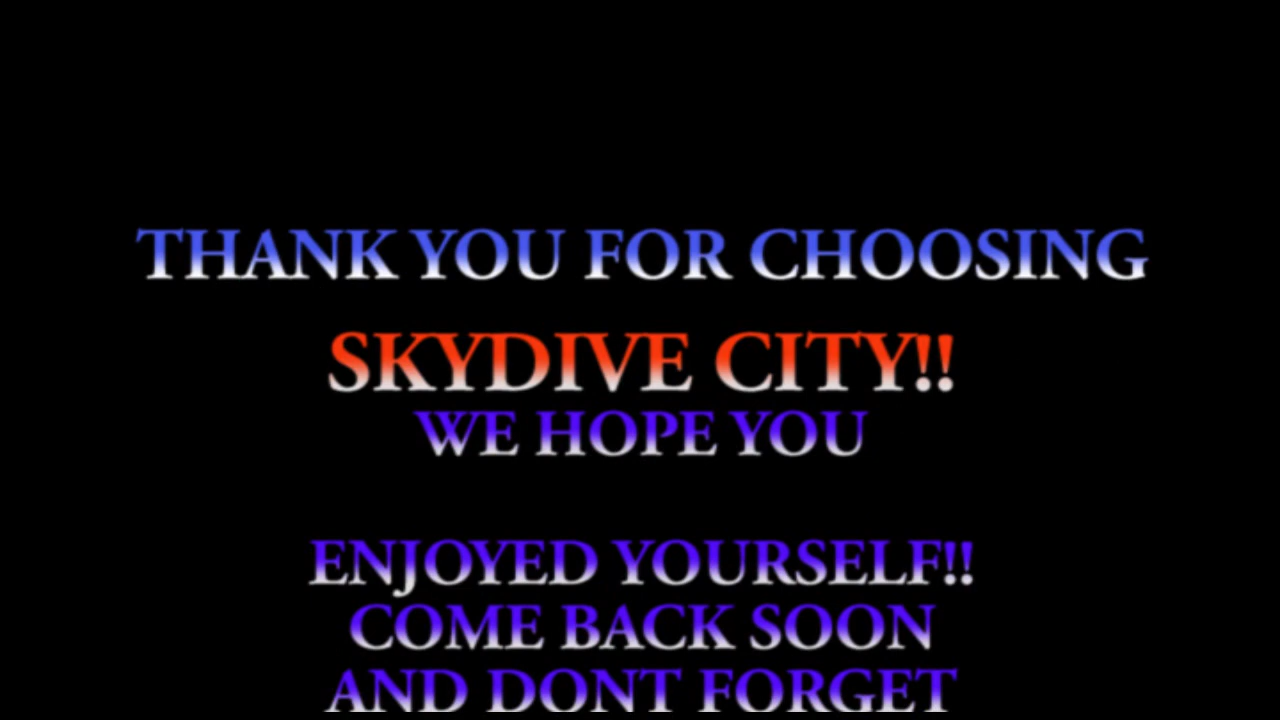 THANK YOU FOR CHOOSING
SKYDIVE CITY!!
WE HOPE YOU
ENJOYED YOURSELF!!
COME BACK SOON
AND DONT FORGET